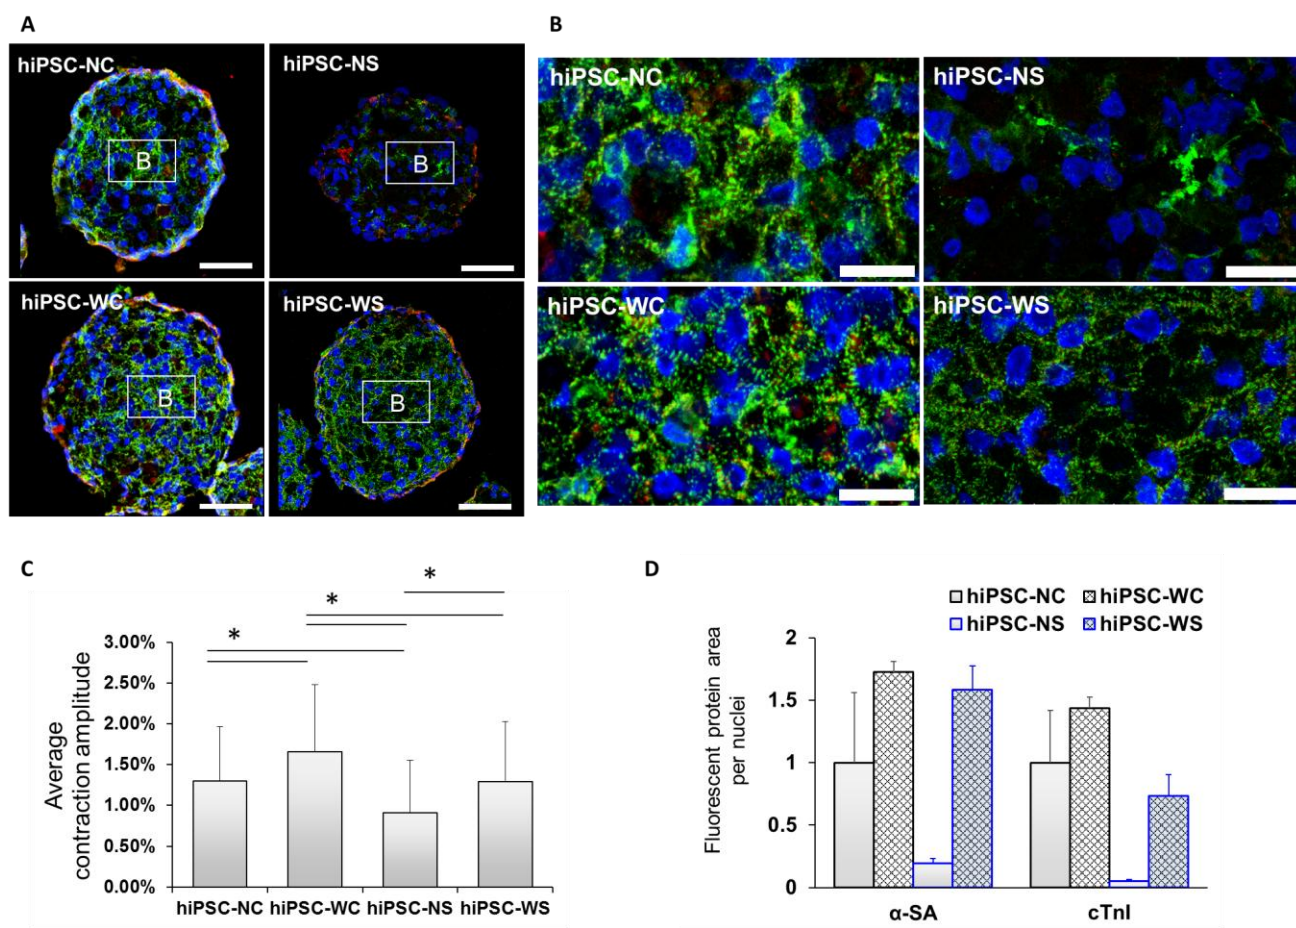 A
B
hiPSC-NC
hiPSC-NS
B
B
hiPSC-WC
hiPSC-WS
B
B
hiPSC-NC
hiPSC-NS
hiPSC-WC
hiPSC-WS
C
*
*
*
Average
contraction amplitude
3.00%
2.50%
2.00%
1.50%
1.00%
0.50%
0.00%
hiPSC-NC hiPSC-WC hiPSC-NS hiPSC-WS
D
hiPSC-NC hiPSC-WC
hiPSC-NS hiPSC-WS
Fluorescent protein area
per nuclei
2
1.5
1
0.5
0
α-SA cTnI